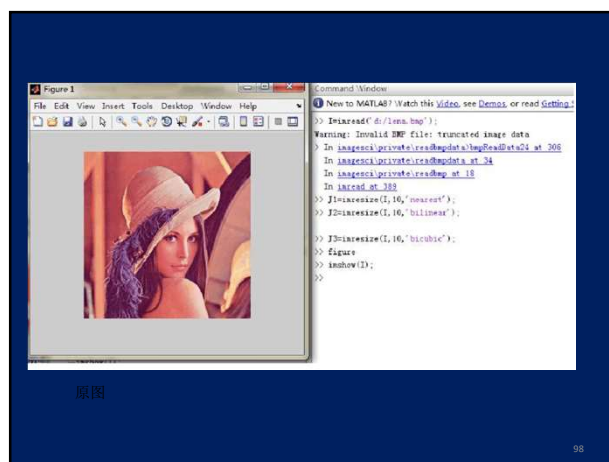 Figure 1
File Edit View Insert Tools Desktop Window Help
Command Window
New to MATLAB? Watch this Video, see Demos, or read Getting
>> I=imread('d:/lena.bmp');
Warning: Invalid BMP file: truncated image data
> In imagesci\private\readbmpdata>bmpReadData24 at 306
In imagesci\private\readbmpdata at 34
In imagesci\private\readbmp at 18
In imread at 389
>> J1=imresize(I,10,'nearest');
>> J2=imresize(I,10,'bilinear');
>> J3=imresize(I,10,'bicubic');
>> figure
>> imshow(I);
>>
原图
98